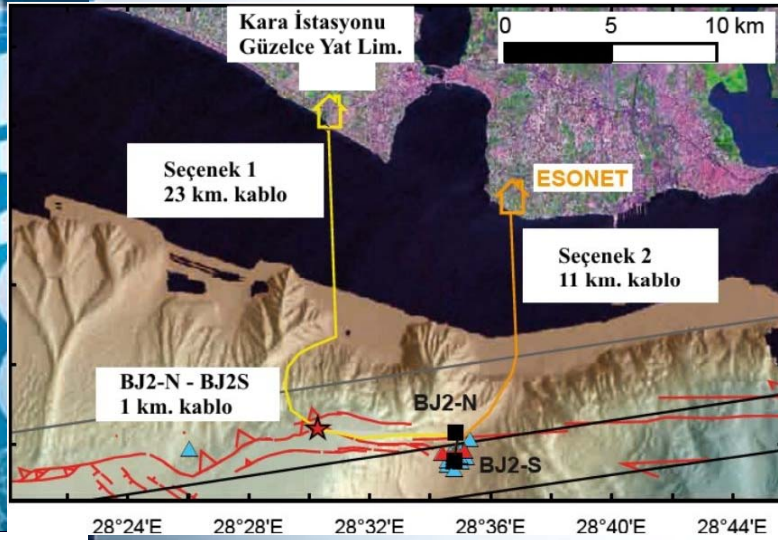 Kara İstasyonu
Güzelce Yat Lim.
0 5 10 km
Seçenek 1
23 km. kablo
ESONET
Seçenek 2
11 km. kablo
BJ2-N - BJ2S
1 km. kablo
BJ2-N
BJ2-S
28°24'E 28°28'E 28°32'E 28°36'E 28°40'E 28°44'E